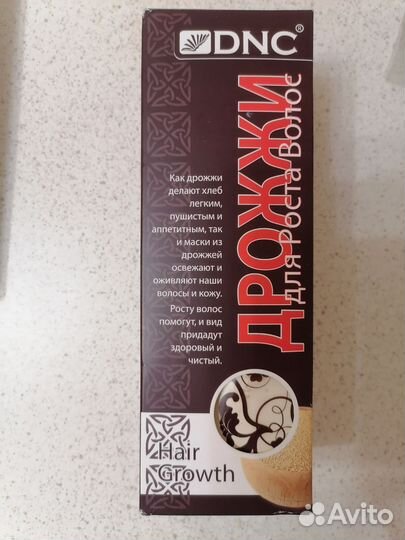 DNC®
ДРОЖЖИ
для Роста Волос
Как дрожжи
делают хлеб
легким,
пушистым и
аппетитным, так
и маски из
дрожжей
освежают и
оживляют наши
волосы и кожу.
Росту волос
помогут, и вид
придадут
здоровый и
чистый.
Hair
Growth
Avito